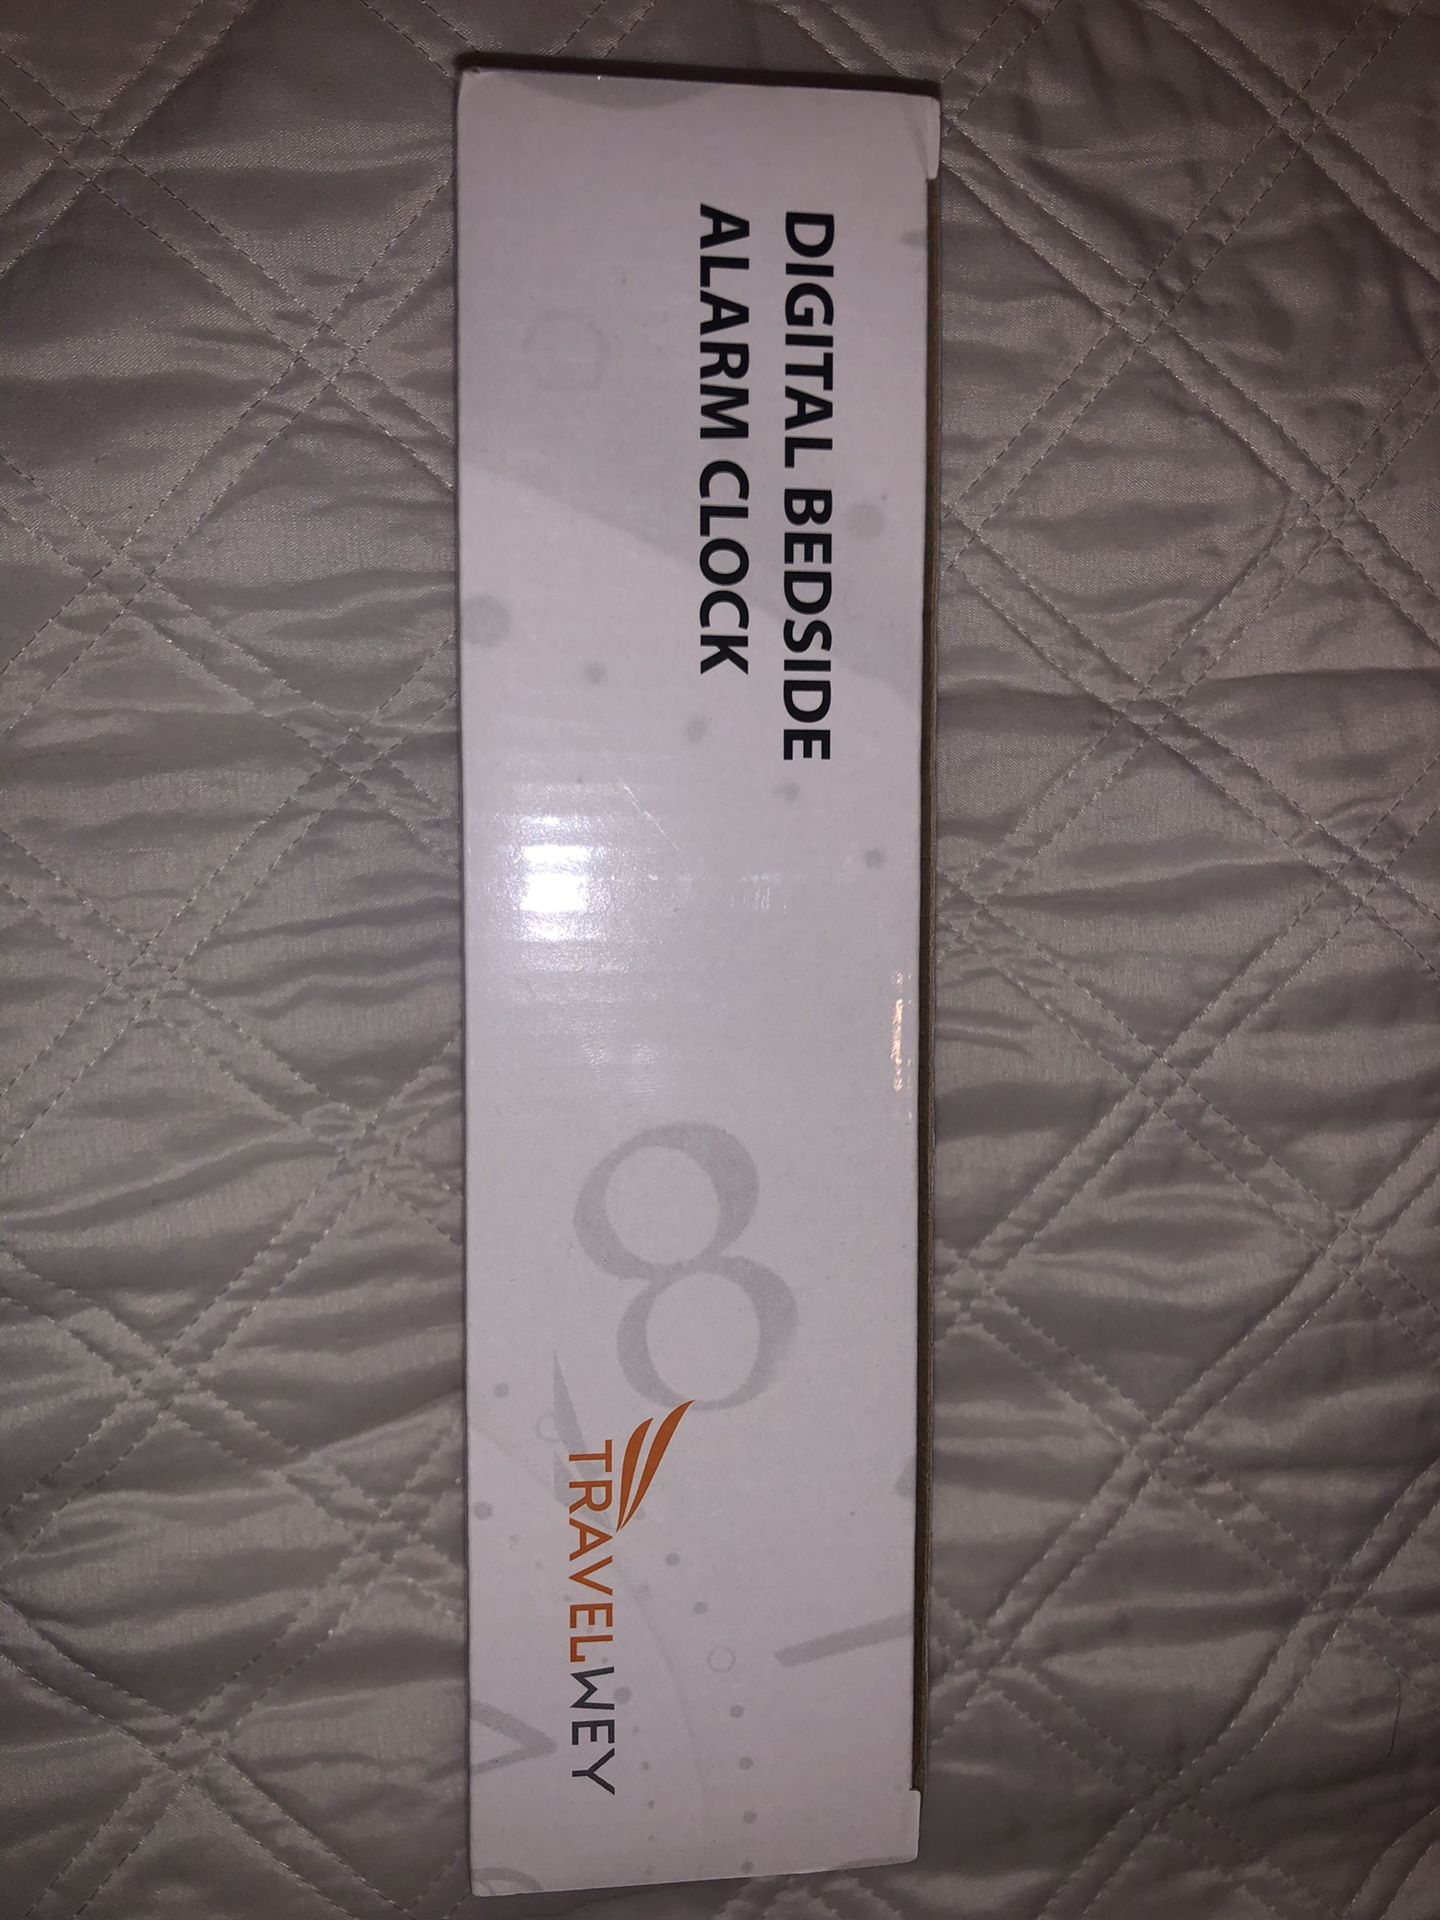 DIGITAL BEDSIDE
ALARM CLOCK
8
TRAVELWEY